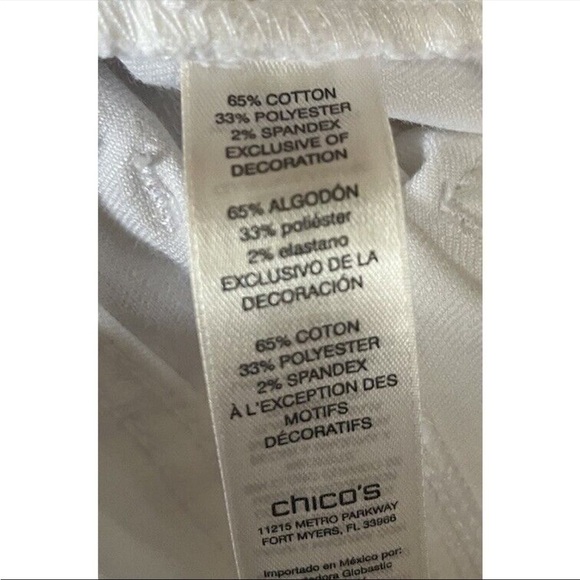 65% COTTON
33% POLYESTER
2% SPANDEX
EXCLUSIVE OF
DECORATION
65% ALGODÓN
33% poliéster
2% elastano
EXCLUSIVO DE LA
DECORACIÓN
65% COTON
33% POLYESTER
2% SPANDEX
À L'EXCEPTION DES
MOTIFS
DÉCORATIFS
chico's
11215 METRO PARKWAY
FORT MYERS, FL 33966
Importado en México por:
Globastic